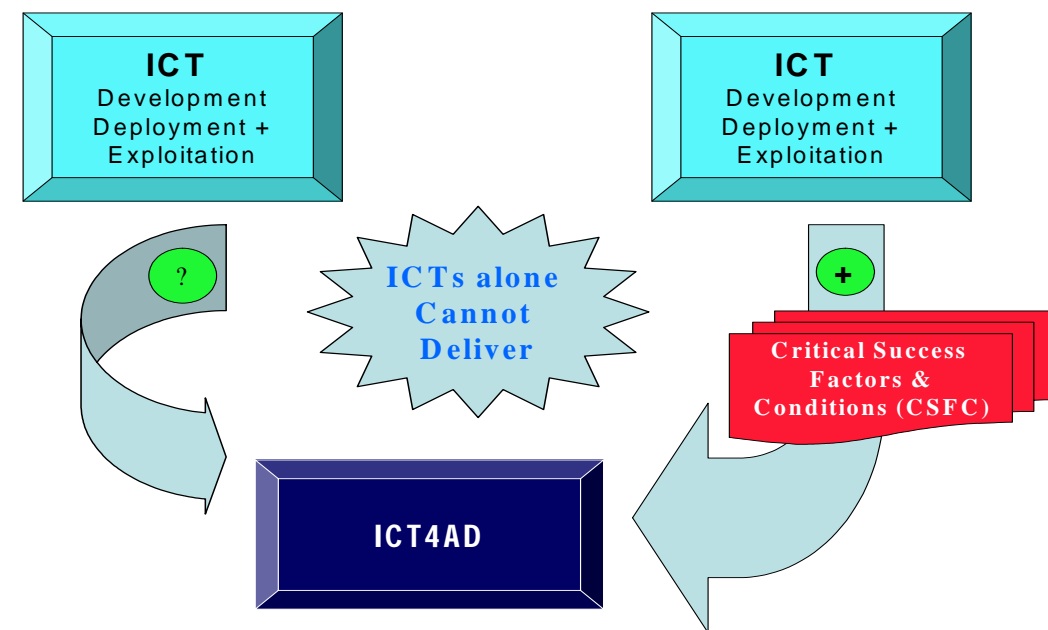 ICT
Development
Deployment +
Exploitation
ICT
Development
Deployment +
Exploitation
?
ICTs alone
Cannot
Deliver
+
Critical Success
Factors &
Conditions (CSFC)
ICT4AD